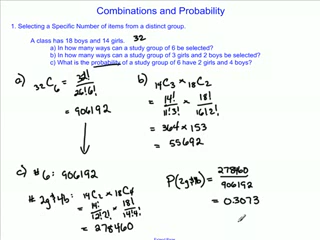 Combinations and Probability
1. Selecting a Specific Number of items from a distinct group.
A class has 18 boys and 14 girls. 32
a) In how many ways can a study group of 6 be selected?
b) In how many ways can a study group of 3 girls and 2 boys be selected?
c) What is the probability of a study group of 6 have 2 girls and 4 boys?
a) 32C6 = 32!/26!6!
= 906192
b) 14C3 × 18C2
= 14!/11!3! × 18!/16!2!
= 364 × 153
= 55692
c) # 6: 906192
# 2g+4b: 14C2 × 18C4
= 14!/12!2! × 18!/14!4!
= 278460
P(2g+4b) = 278460/906192
= 0.3073